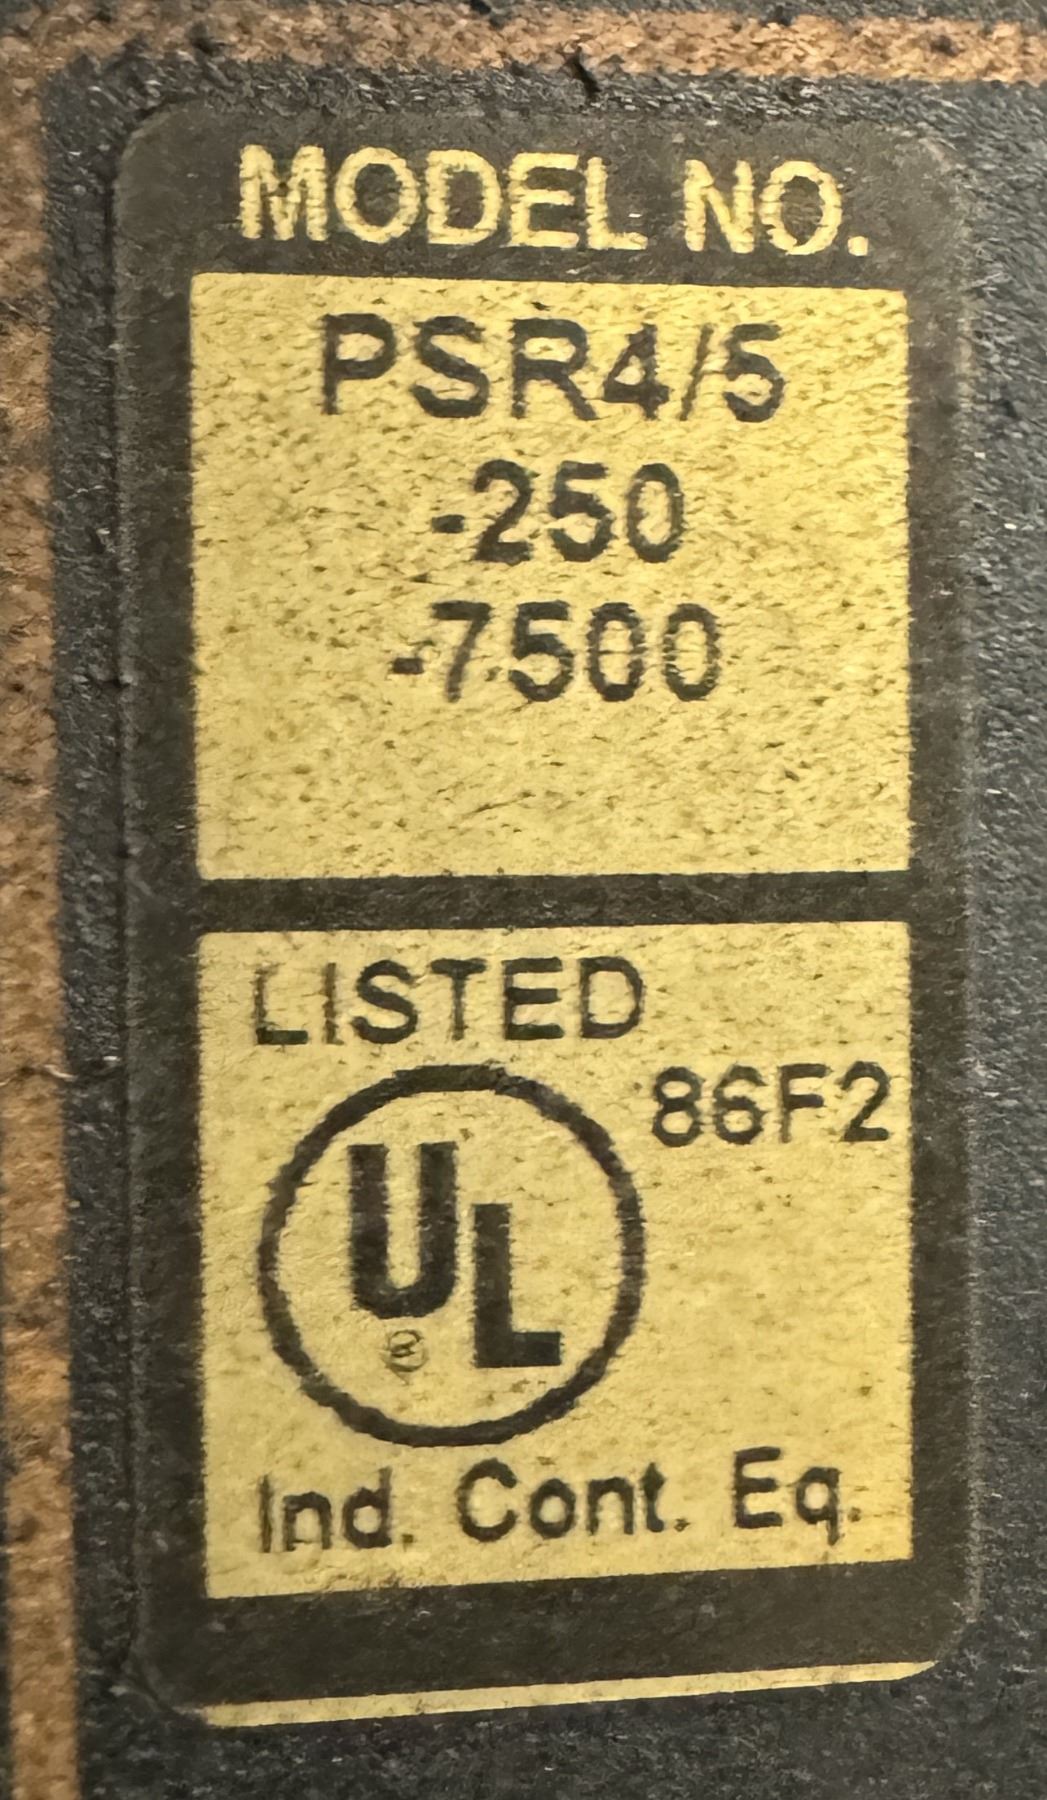 MODEL NO.
PSR4/5
-250
-7500
LISTED
86F2
UL
®
Ind. Cont. Eq.